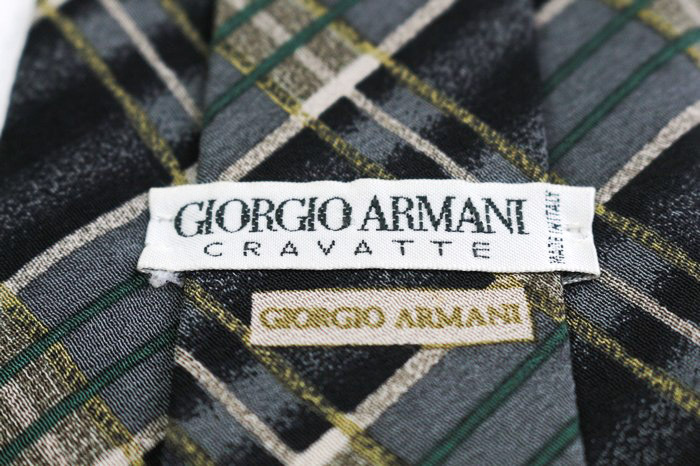 GIORGIO ARMANI
CRAVATTE
MADE IN ITALY
GIORGIO ARMANI